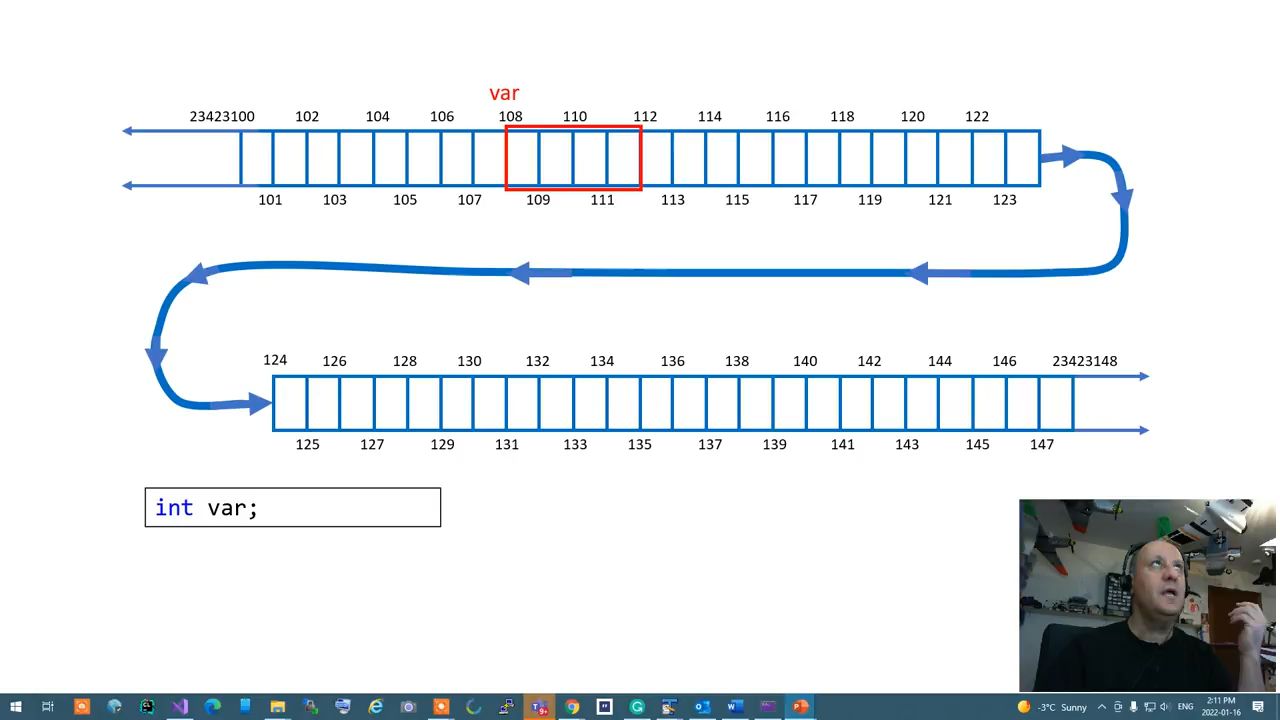 var
23423100 102 104 106 108 110 112 114 116 118 120 122
101 103 105 107 109 111 113 115 117 119 121 123
124 126 128 130 132 134 136 138 140 142 144 146 23423148
125 127 129 131 133 135 137 139 141 143 145 147
int var;
-3°C Sunny ENG 2:11 PM
2022-01-16